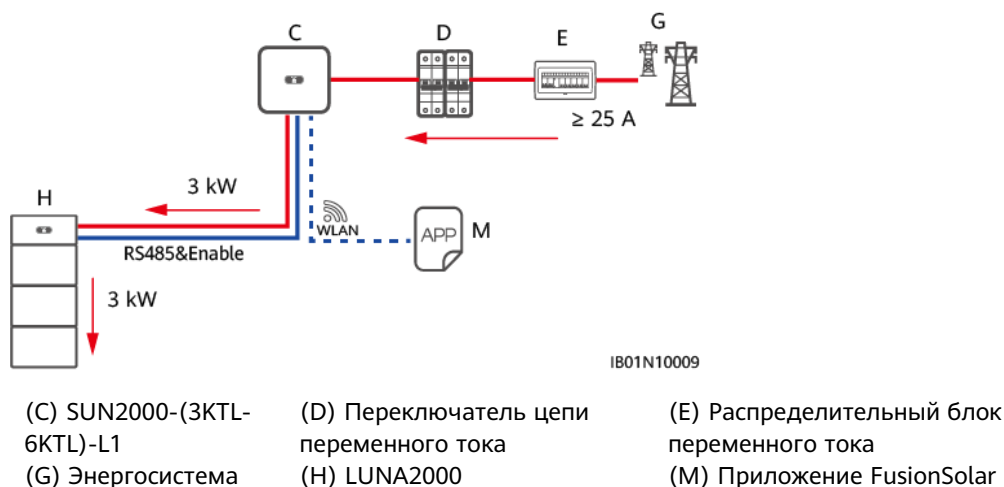 C
D
E
G
≥ 25 A
3 kW
H
WLAN
APP
M
RS485&Enable
3 kW
IB01N10009
(C) SUN2000-(3KTL-
6KTL)-L1
(D) Переключатель цепи
переменного тока
(E) Распределительный блок
переменного тока
(G) Энергосистема
(H) LUNA2000
(M) Приложение FusionSolar